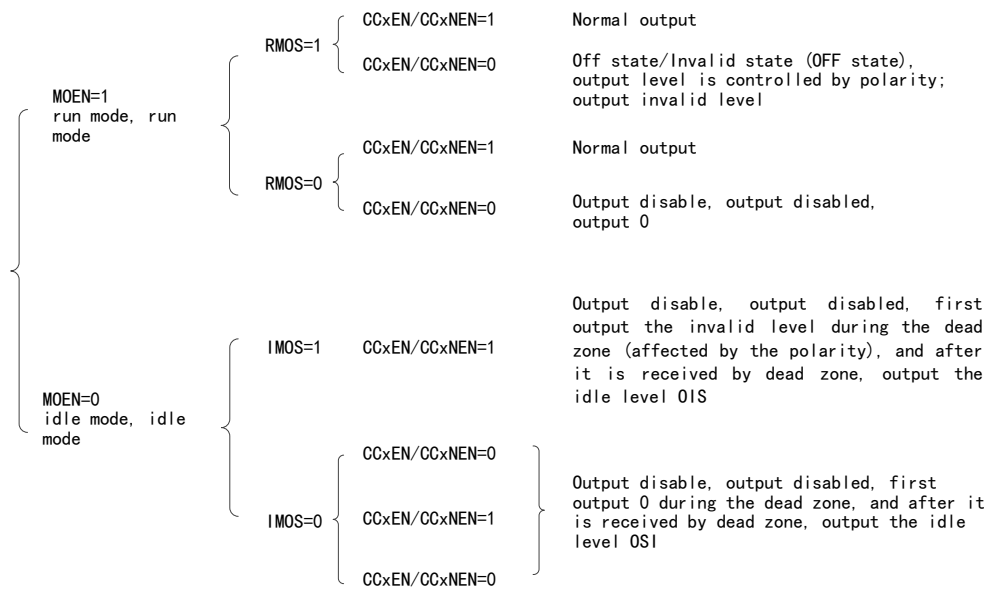 CCxEN/CCxNEN=1 Normal output
RMOS=1
CCxEN/CCxNEN=0 Off state/Invalid state (OFF state),
output level is controlled by polarity;
output invalid level
MOEN=1
run mode, run
mode
CCxEN/CCxNEN=1 Normal output
RMOS=0
CCxEN/CCxNEN=0 Output disable, output disabled,
output 0
Output disable, output disabled, first
output the invalid level during the dead
IMOS=1 CCxEN/CCxNEN=1 zone (affected by the polarity), and after
it is received by dead zone, output the
idle level OIS
MOEN=0
idle mode, idle
mode
CCxEN/CCxNEN=0
Output disable, output disabled, first
output 0 during the dead zone, and after it
IMOS=0 CCxEN/CCxNEN=1 is received by dead zone, output the idle
level OSI
CCxEN/CCxNEN=0